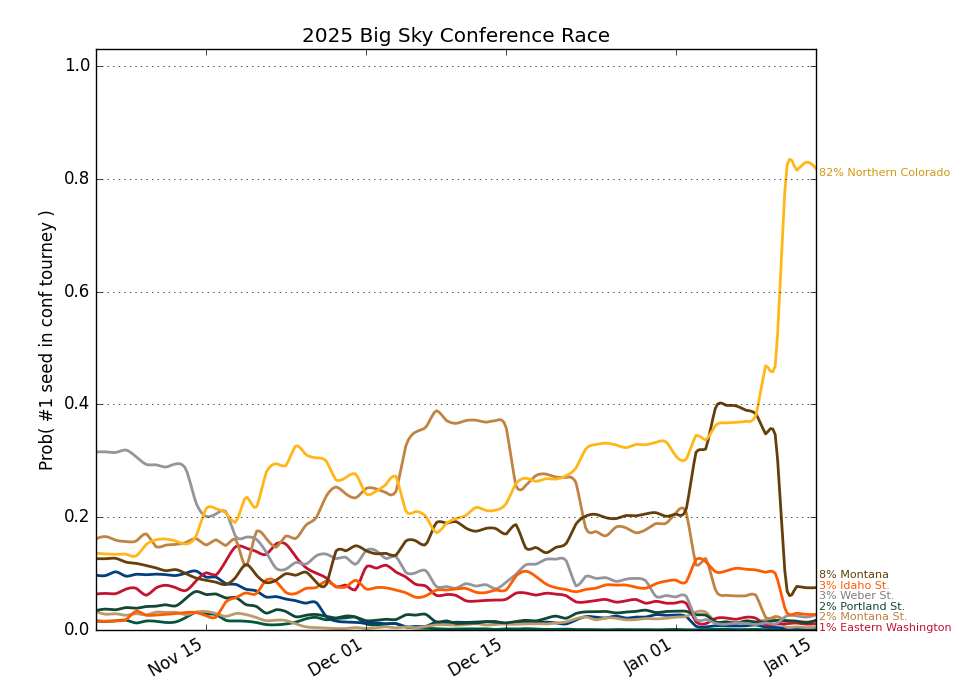 2025 Big Sky Conference Race
Prob( #1 seed in conf tourney )
1.0
0.8
0.6
0.4
0.2
0.0
Nov 15
Dec 01
Dec 15
Jan 01
Jan 15
82% Northern Colorado
8% Montana
3% Idaho St.
3% Weber St.
2% Portland St.
2% Montana St.
1% Eastern Washington